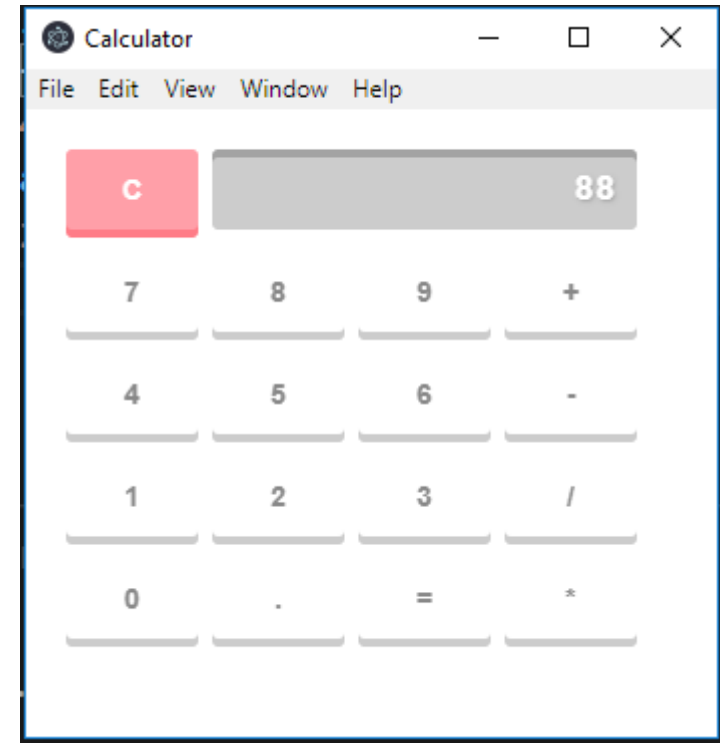 Calculator
File Edit View Window Help
C 88
7 8 9 +
4 5 6 -
1 2 3 /
0 . = *